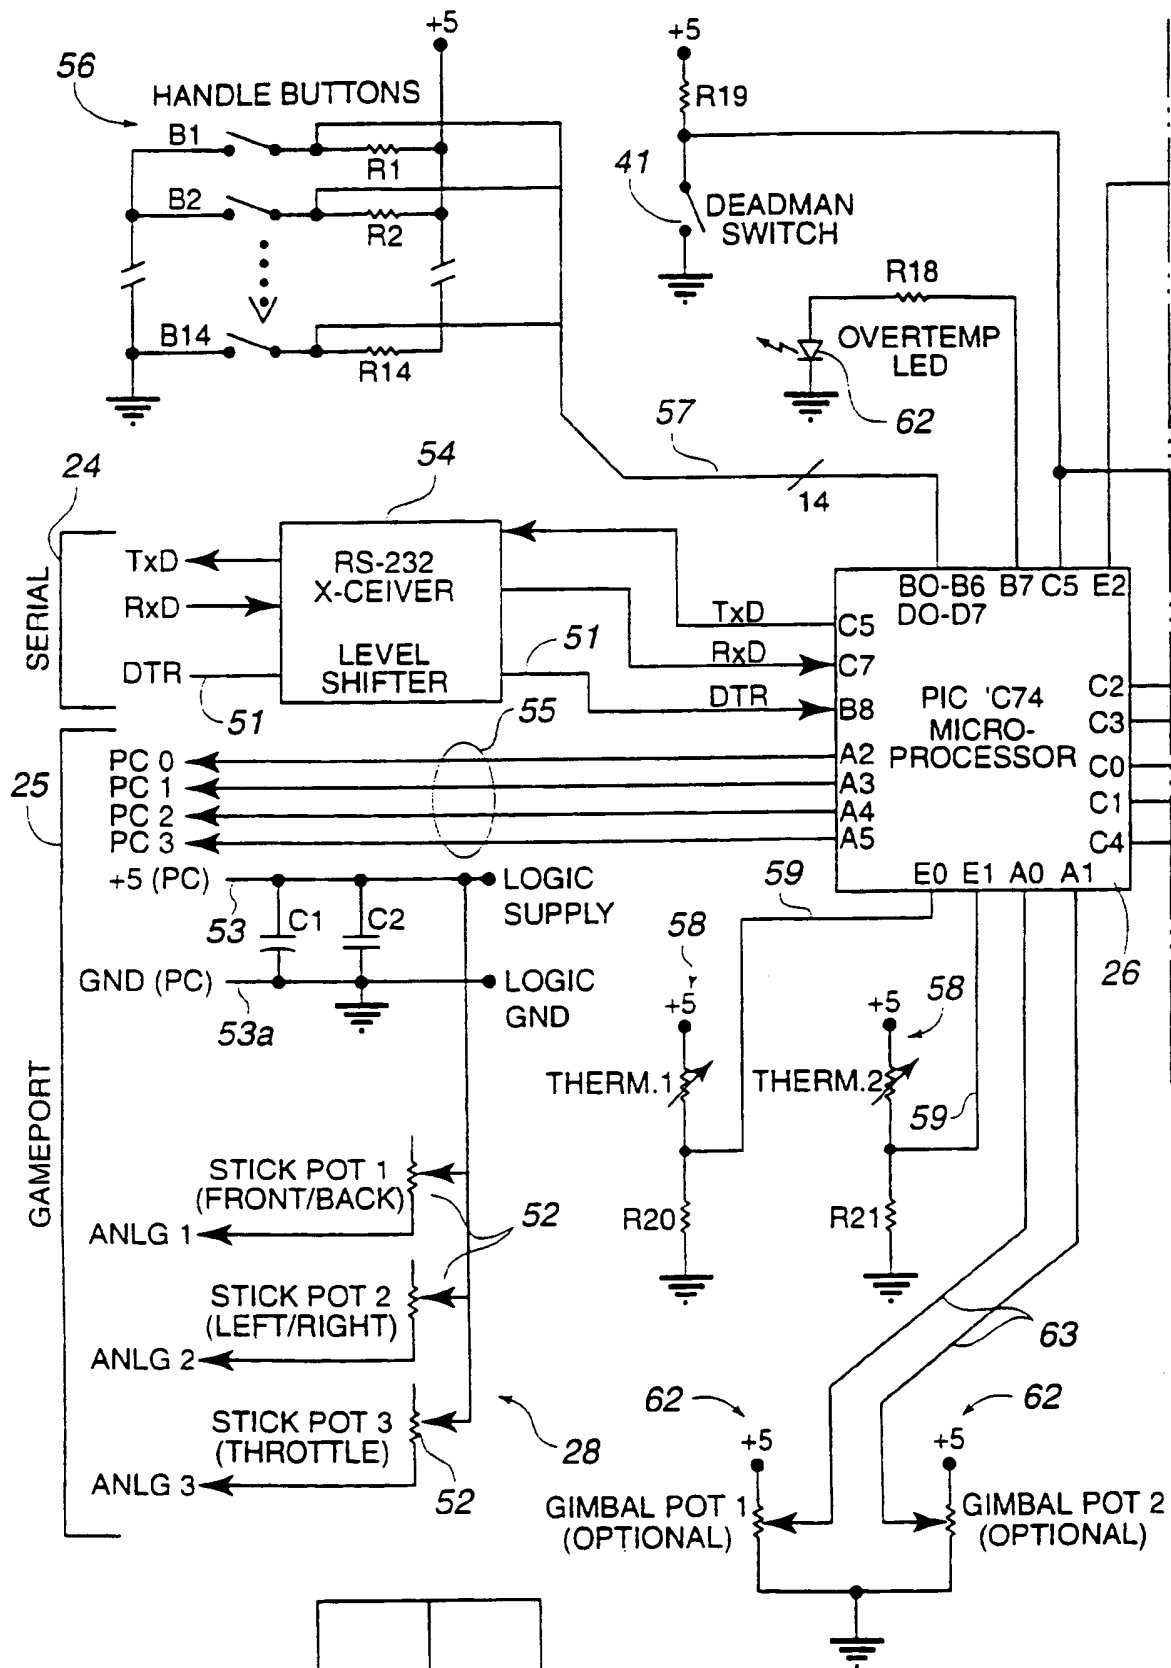 +5
+5
56
HANDLE BUTTONS
R19
B1
R1
41
B2
R2
DEADMAN
SWITCH
R18
B14
R14
OVERTEMP
LED
62
57
14
24
54
SERIAL
TxD
RxD
DTR
51
RS-232
X-CEIVER
LEVEL
SHIFTER
51
TxD
RxD
DTR
BO-B6
DO-D7
B7
C5
E2
C5
C7
B8
A2
A3
A4
A5
PIC 'C74
MICRO-
PROCESSOR
C2
C3
C0
C1
C4
E0
E1
A0
A1
26
55
25
GAMEPORT
PC 0
PC 1
PC 2
PC 3
+5 (PC)
53
C1
C2
LOGIC
SUPPLY
GND (PC)
53a
LOGIC
GND
59
58
+5
THERM.1
R20
58
+5
THERM.2
59
R21
STICK POT 1
(FRONT/BACK)
ANLG 1
52
STICK POT 2
(LEFT/RIGHT)
ANLG 2
STICK POT 3
(THROTTLE)
ANLG 3
52
28
63
62
+5
GIMBAL POT 1
(OPTIONAL)
62
+5
GIMBAL POT 2
(OPTIONAL)